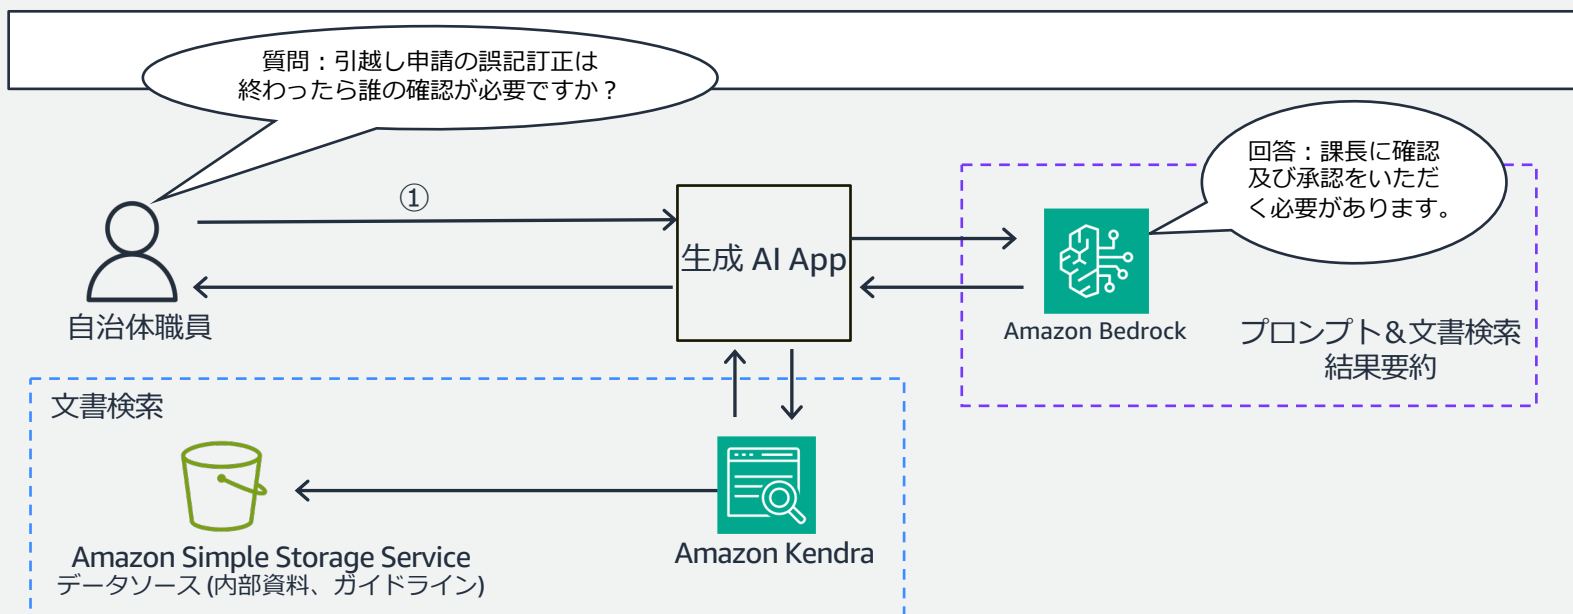 質問：引越し申請の誤記訂正は
終わったら誰の確認が必要ですか？
回答：課長に確認
及び承認をいただ
く必要があります。
①
生成 AI App
自治体職員
Amazon Bedrock
プロンプト＆文書検索
結果要約
文書検索
Amazon Simple Storage Service
データソース (内部資料、ガイドライン)
Amazon Kendra